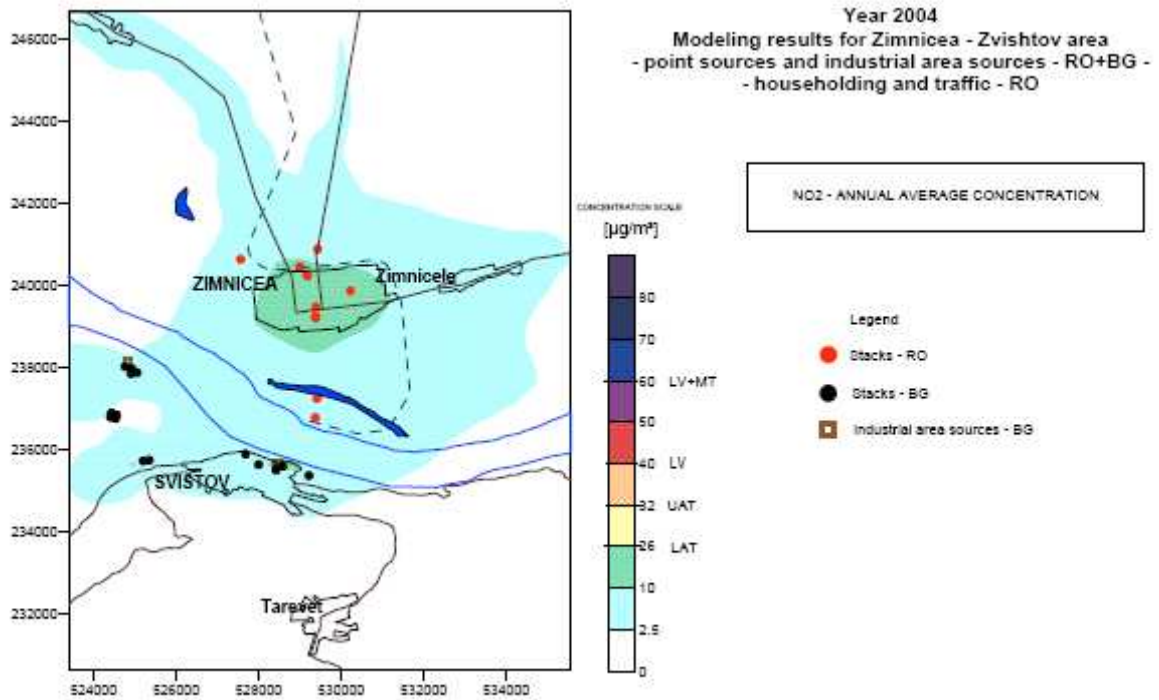 Year 2004
Modeling results for Zimnicea - Zvishtov area
- point sources and industrial area sources - RO+BG -
- householding and traffic - RO
NO2 - ANNUAL AVERAGE CONCENTRATION
CONCENTRATION SCALE
[µg/m³]
80
70
60 LV+MT
50
40 LV
32 UAT
26 LAT
10
2.5
0
Legend
Stacks - RO
Stacks - BG
Industrial area sources - BG
246000
244000
242000
240000
238000
236000
234000
232000
ZIMNICEA
Zimnicele
SVISTOV
Tarevet
524000 526000 528000 530000 532000 534000